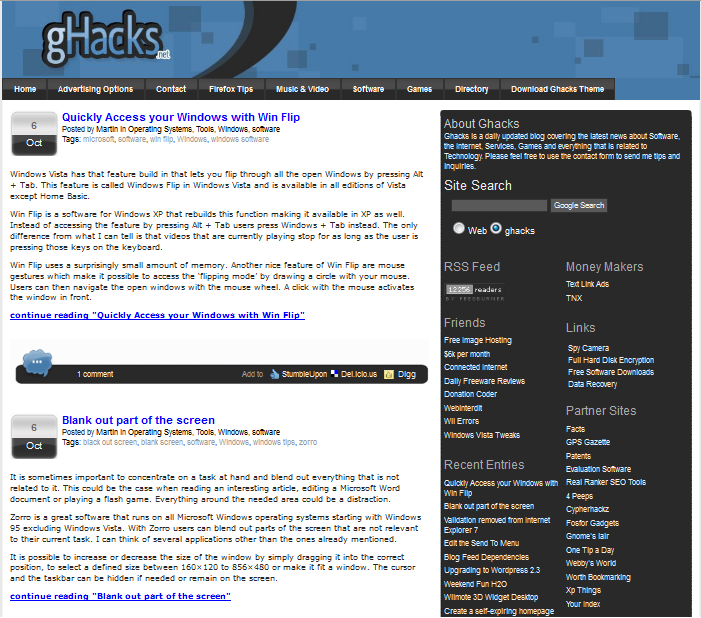 gHacks.net
Home Advertising Options Contact Firefox Tips Music & Video Software Games Directory Download Ghacks Theme
6
Oct
Quickly Access your Windows with Win Flip
Posted by Martin in Operating Systems, Tools, Windows, software
Tags: microsoft, software, win flip, Windows, windows software
Windows Vista has that feature build in that lets you flip through all the open Windows by pressing Alt
+ Tab. This feature is called Windows Flip in Windows Vista and is available in all editions of Vista
except Home Basic.
Win Flip is a software for Windows XP that rebuilds this function making it available in XP as well.
Instead of accessing the feature by pressing Alt + Tab users press Windows + Tab instead. The only
difference from what I can tell is that videos that are currently playing stop for as long as the user is
pressing those keys on the keyboard.
Win Flip uses a surprisingly small amount of memory. Another nice feature of Win Flip are mouse
gestures which make it possible to access the 'flipping mode' by drawing a circle with your mouse.
Users can then navigate the open windows with the mouse wheel. A click with the mouse activates
the window in front.
continue reading "Quickly Access your Windows with Win Flip"
1 comment Add to StumbleUpon Del.icio.us Digg
6
Oct
Blank out part of the screen
Posted by Martin in Operating Systems, Tools, Windows, software
Tags: black out screen, blank screen, software, Windows, windows tips, zorro
It is sometimes important to concentrate on a task at hand and blend out everything that is not
related to it. This could be the case when reading an interesting article, editing a Microsoft Word
document or playing a flash game. Everything around the needed area could be a distraction.
Zorro is a great software that runs on all Microsoft Windows operating systems starting with Windows
95 excluding Windows Vista. With Zorro users can blend out parts of the screen that are not relevant
to their current task. I can think of several applications other than the ones already mentioned.
It is possible to increase or decrease the size of the window by simply dragging it into the correct
position, to select a defined size between 160×120 to 856×480 or make it fit a window. The cursor
and the taskbar can be hidden if needed or remain on the screen.
continue reading "Blank out part of the screen"
About Ghacks
Ghacks is a daily updated blog covering the latest news about Software,
the Internet, Services, Games and everything that is related to
Technology. Please feel free to use the contact form to send me tips and
inquiries.
Site Search
Google Search
Web ghacks
RSS Feed
12256 readers
BY FEEDBURNER
Friends
Free Image Hosting
$6k per month
Connected Internet
Daily Freeware Reviews
Donation Coder
WebInterdit
WII Errors
Windows Vista Tweaks
Recent Entries
Quickly Access your Windows with
Win Flip
Blank out part of the screen
Validation removed from Internet
Explorer 7
Edit the Send To Menu
Blog Feed Dependencies
Upgrading to Wordpress 2.3
Weekend Fun H2O
Wiimote 3D Widget Desktop
Create a self-expiring homepage
Money Makers
Text Link Ads
TNX
Links
Spy Camera
Full Hard Disk Encryption
Free Software Downloads
Data Recovery
Partner Sites
Facts
GPS Gazette
Patents
Evaluation Software
Real Ranker SEO Tools
4 Peeps
Cypherhackz
Fosfor Gadgets
Gnome's lair
One Tip a Day
Webby's World
Worth Bookmarking
Xp Things
Your Index